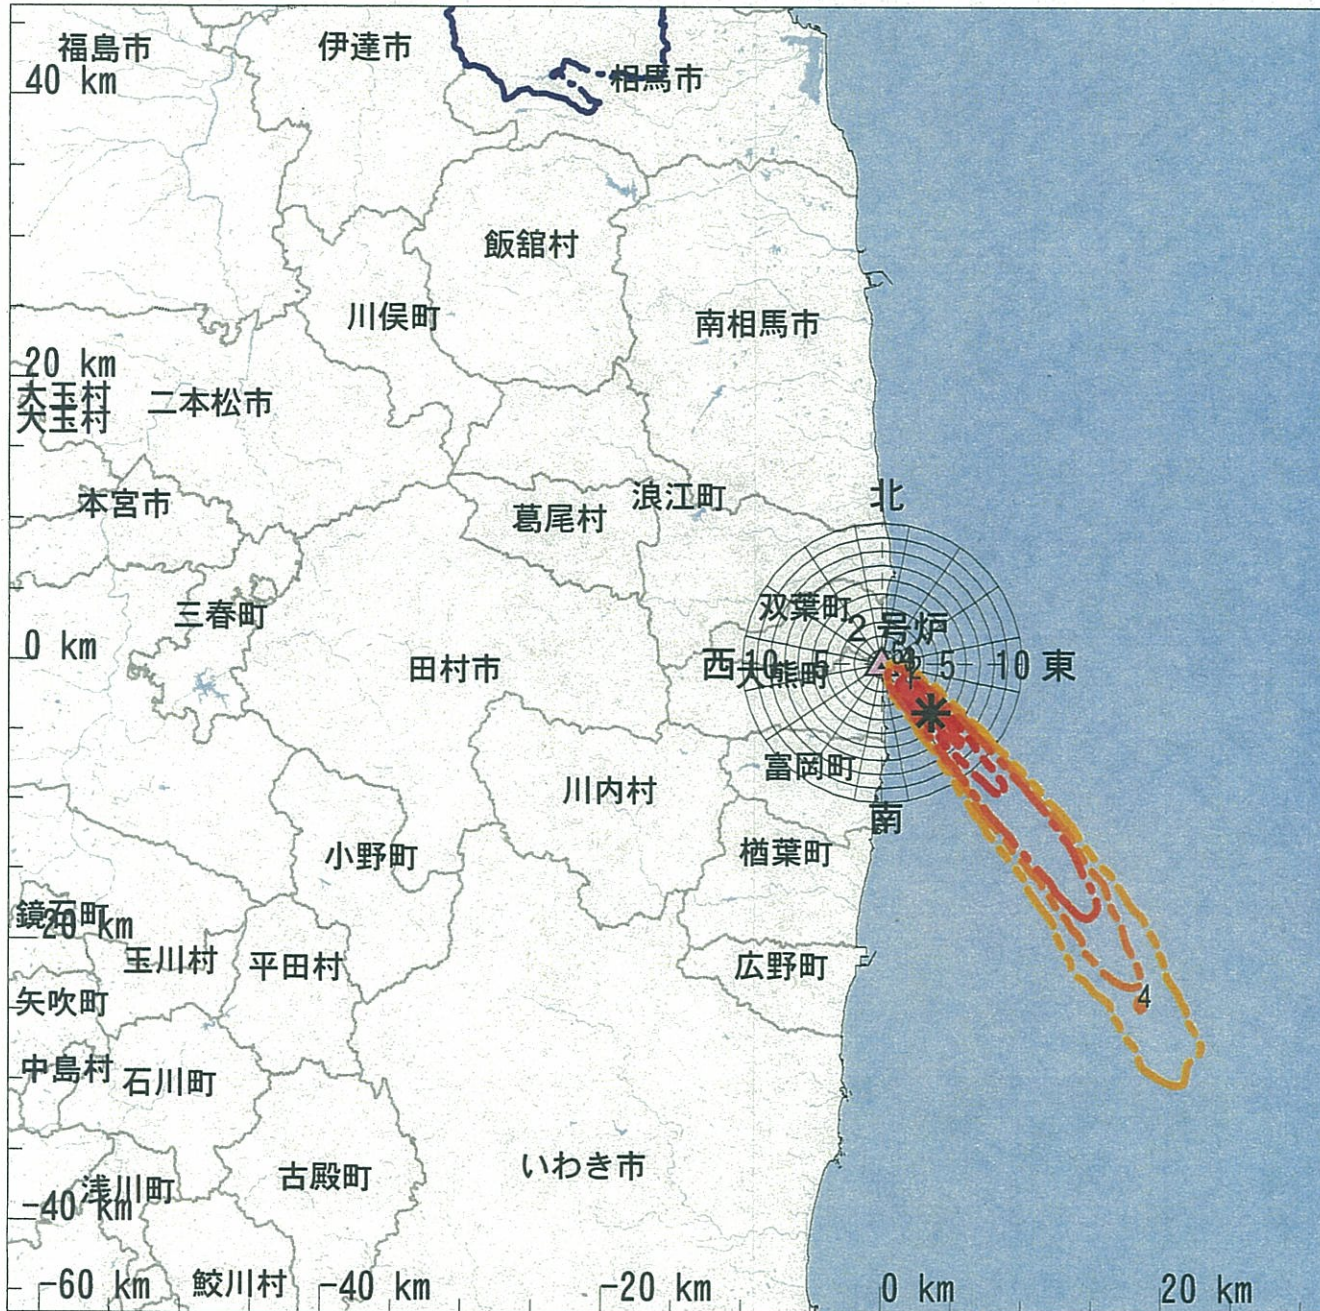 福島市
伊達市
相馬市
40 km
飯舘村
川俣町
南相馬市
20 km
大玉村
大玉村
二本松市
本宮市
葛尾村
浪江町
北
三春町
双葉町
2号炉
0 km
田村市
西
10
5
大熊町
2
5
10
東
富岡町
川内村
南
小野町
楢葉町
鏡石町
20 km
玉川村
平田村
広野町
矢吹町
4
中島村
石川町
いわき市
古殿町
浅川町
-40 km
-60 km
鮫川村
-40 km
-20 km
0 km
20 km